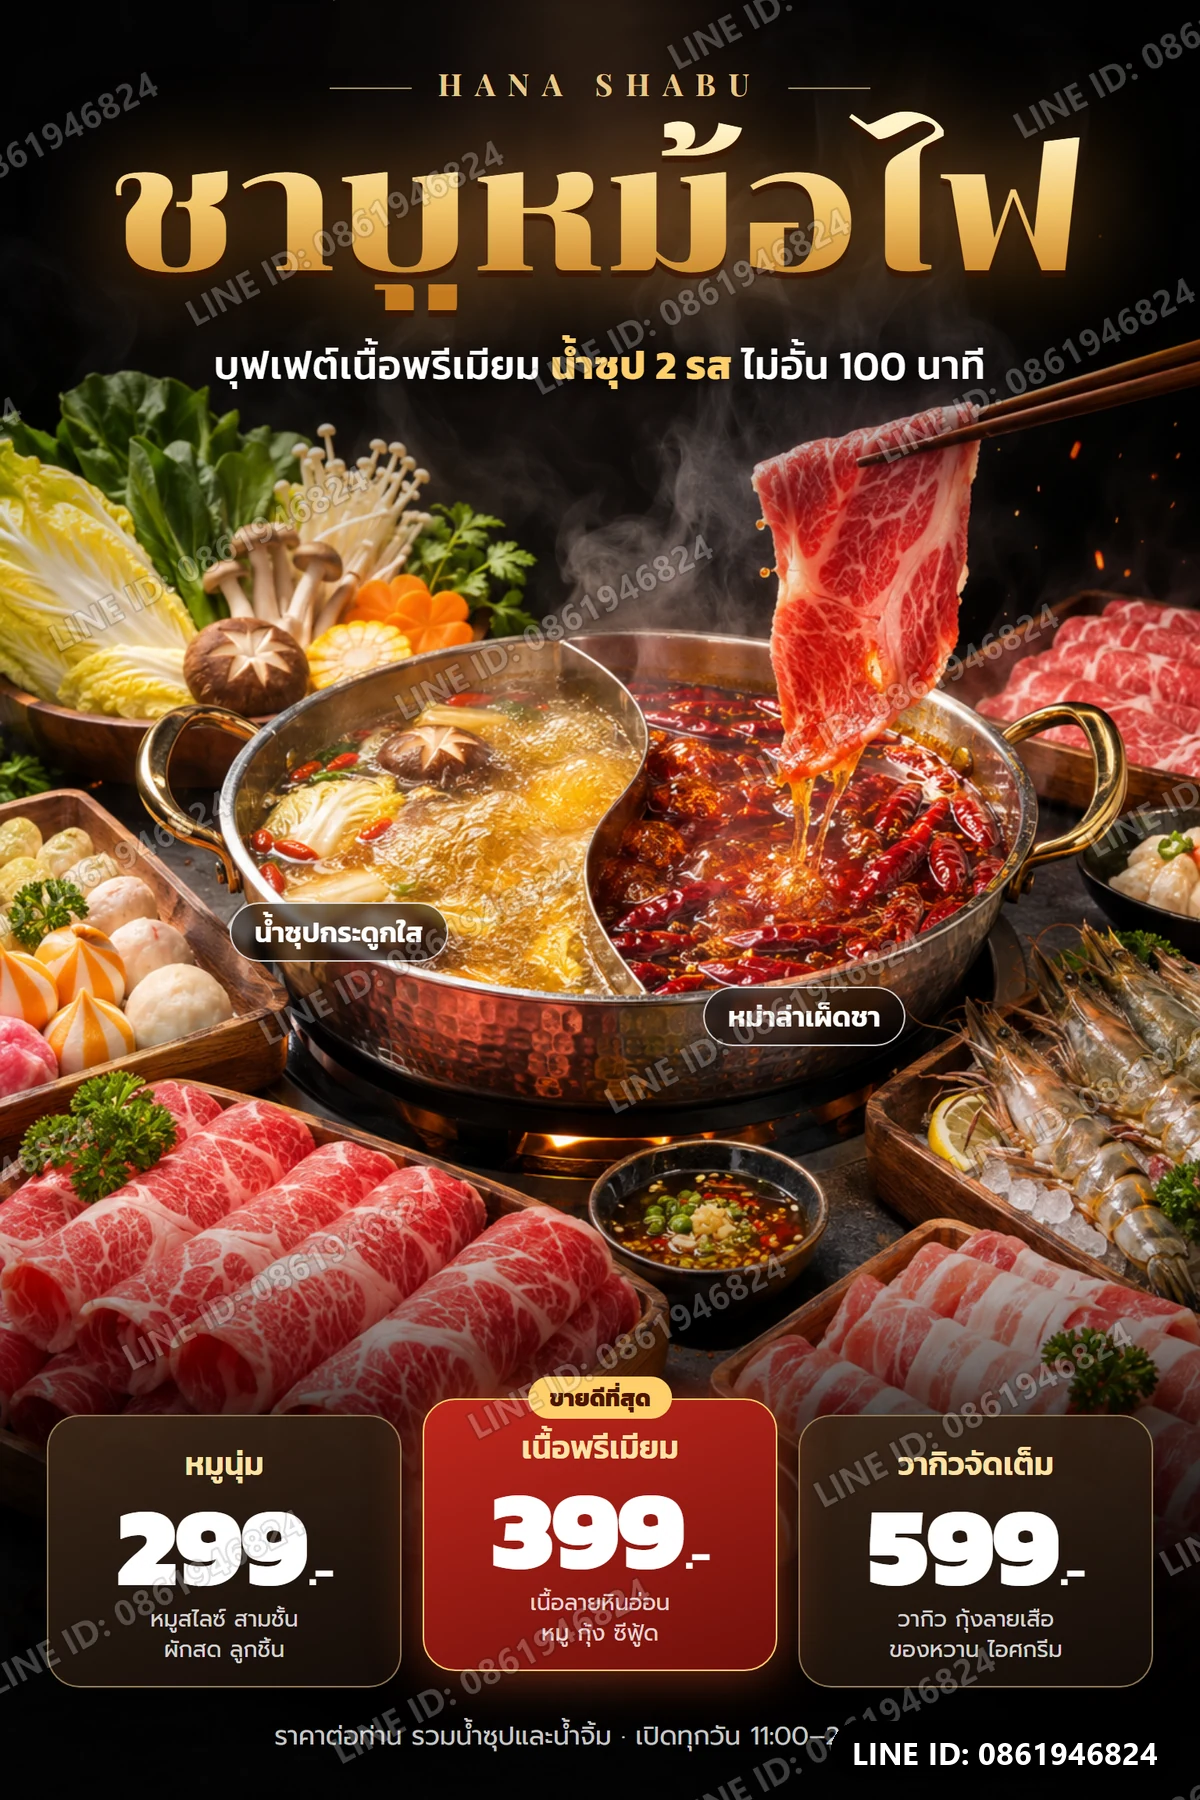 HANA SHABU
ชาบูหม้อไฟ
บุฟเฟต์เนื้อพรีเมียม น้ำซุป 2 รส ไม่อั้น 100 นาที
น้ำซุปกระดูกใส
หม่าล่าเผ็ดชา
ขายดีที่สุด
หมูนุ่ม
299.-
หมูสไลซ์ สามชั้น
ผักสด ลูกชิ้น
เนื้อพรีเมียม
399.-
เนื้อลายหินอ่อน
หมู กุ้ง ซีฟู้ด
วากิวจัดเต็ม
599.-
วากิว กุ้งลายเสือ
ของหวาน ไอศกรีม
ราคาต่อท่าน รวมน้ำซุปและน้ำจิ้ม · เปิดทุกวัน 11:00–
LINE ID: 0861946824